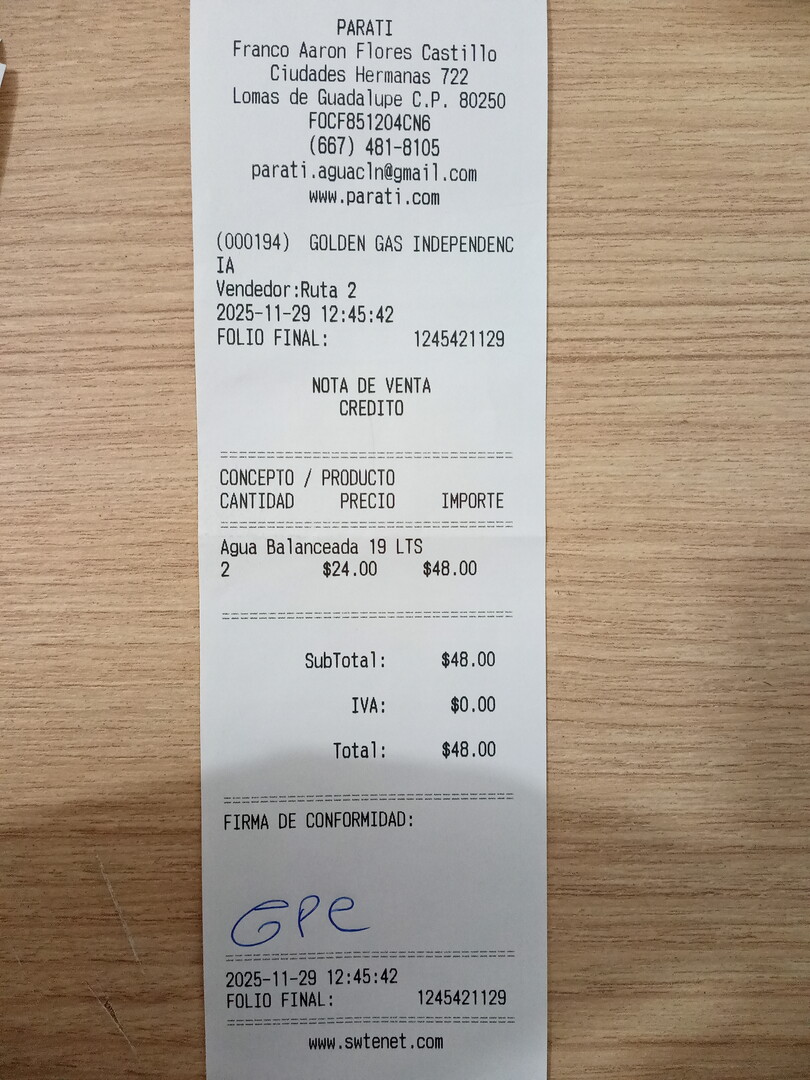 PARATI
Franco Aaron Flores Castillo
Ciudades Hermanas 722
Lomas de Guadalupe C.P. 80250
FOCF851204CN6
(667) 481-8105
parati.aguacln@gmail.com
www.parati.com
(000194) GOLDEN GAS INDEPENDENC
IA
Vendedor:Ruta 2
2025-11-29 12:45:42
FOLIO FINAL: 1245421129
NOTA DE VENTA
CREDITO
================================
CONCEPTO / PRODUCTO
CANTIDAD PRECIO IMPORTE
================================
Agua Balanceada 19 LTS
2 $24.00 $48.00
================================
SubTotal: $48.00
IVA: $0.00
Total: $48.00
================================
FIRMA DE CONFORMIDAD:
GPe
================================
2025-11-29 12:45:42
FOLIO FINAL: 1245421129
================================
www.swtenet.com